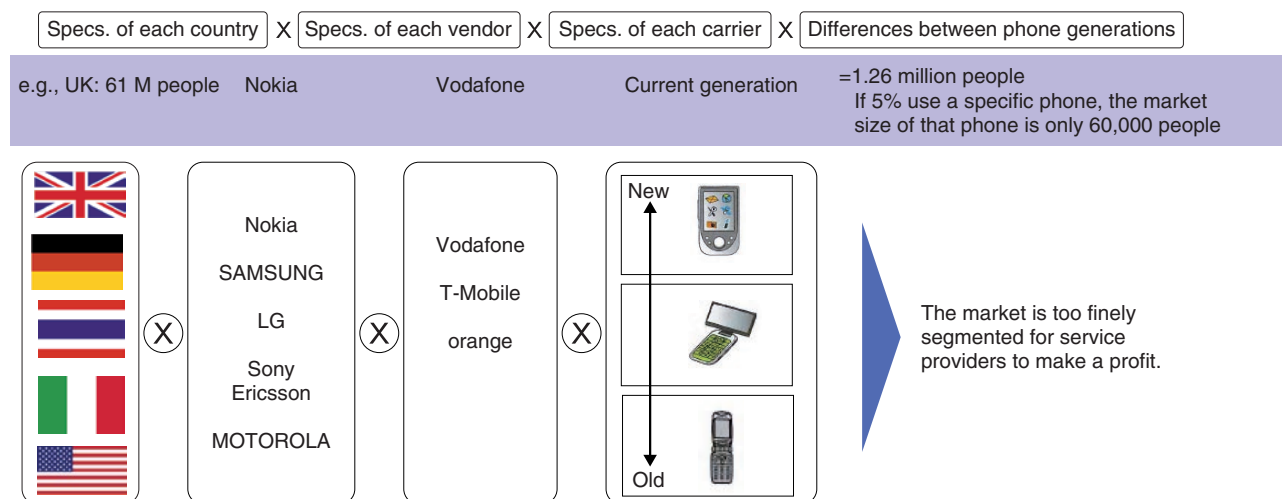 Specs. of each country X Specs. of each vendor X Specs. of each carrier X Differences between phone generations
e.g., UK: 61 M people Nokia Vodafone Current generation =1.26 million people
If 5% use a specific phone, the market
size of that phone is only 60,000 people
Nokia
SAMSUNG
LG
Sony
Ericsson
MOTOROLA
X
Vodafone
T-Mobile
orange
X
X
New
Old
The market is too finely
segmented for service
providers to make a profit.